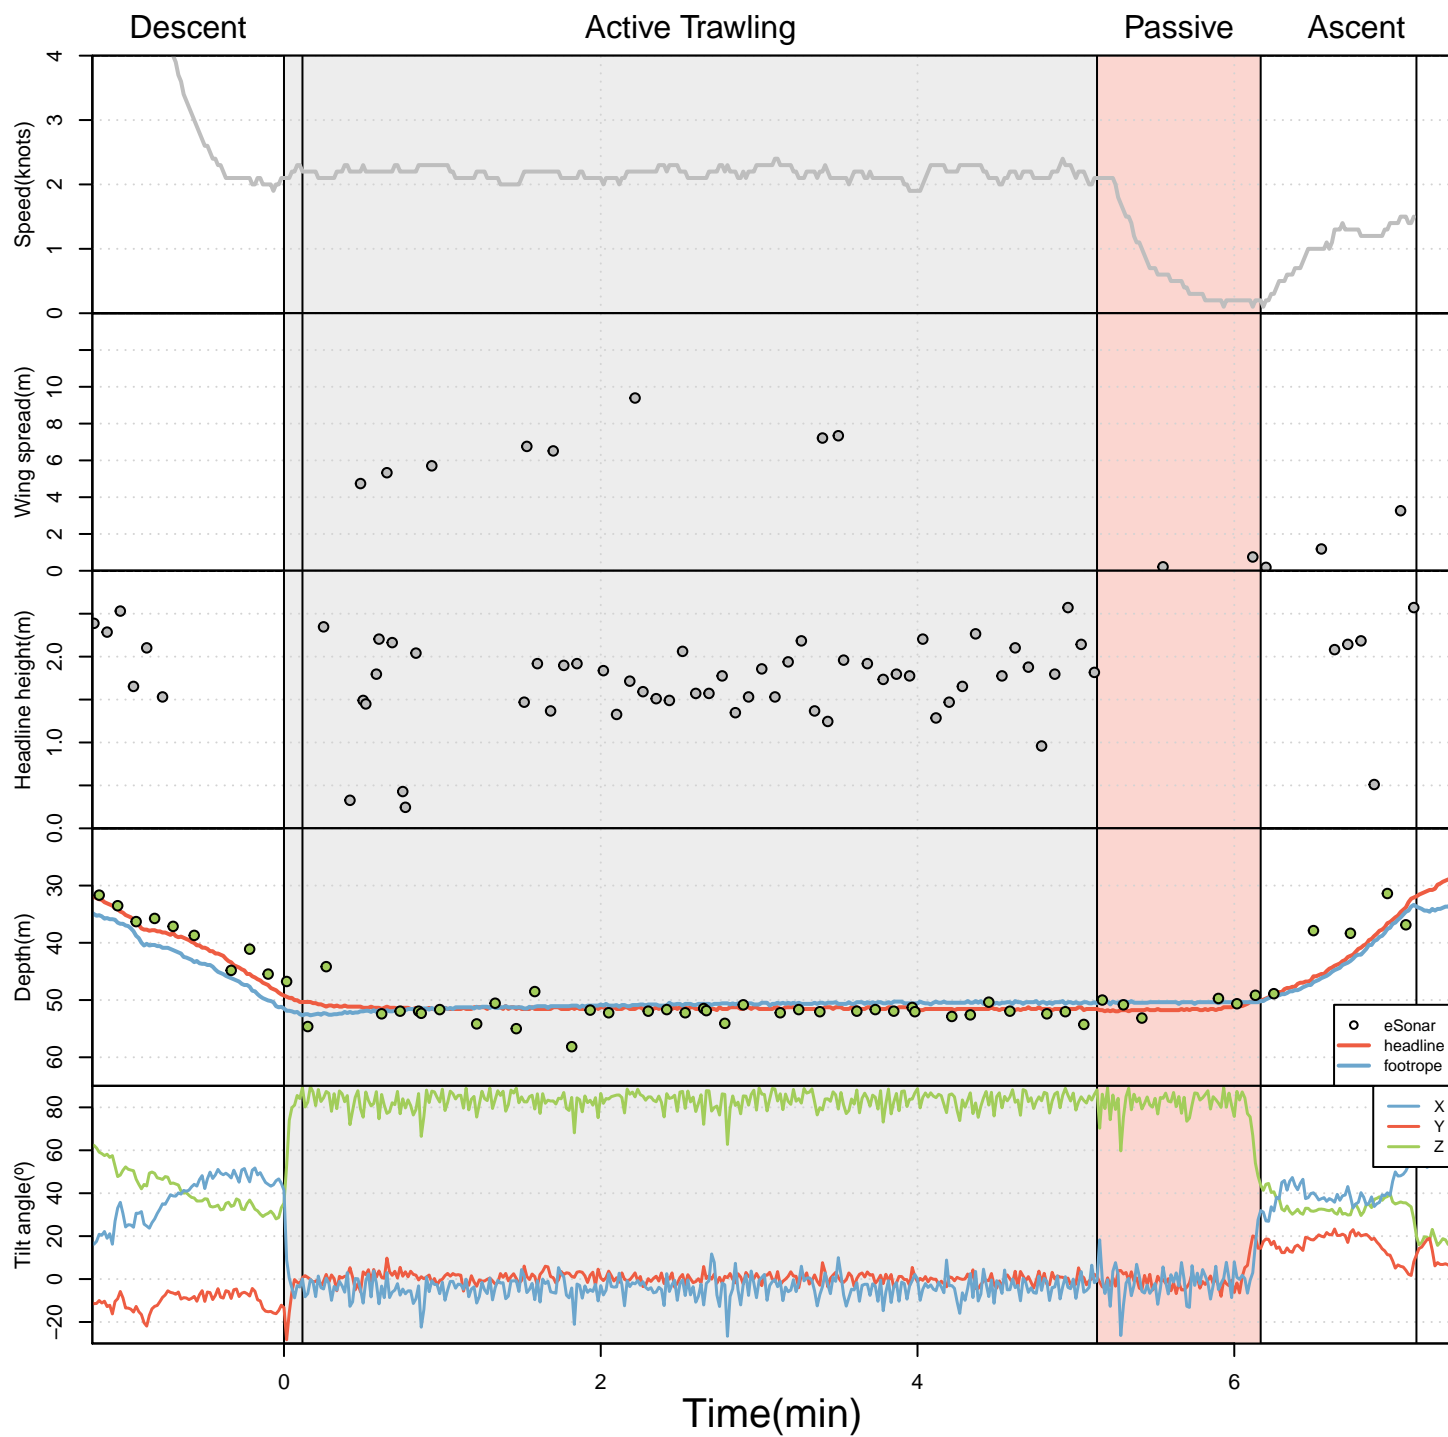 Descent Active Trawling Passive Ascent
Speed(knots)
4
3
2
1
0
Wing spread(m)
10
8
6
4
2
0
Headline height(m)
2.0
1.0
0.0
Depth(m)
30
40
50
60
eSonar
headline
footrope
Tilt angle(º)
80
60
40
20
0
−20
X
Y
Z
0 2 4 6
Time(min)